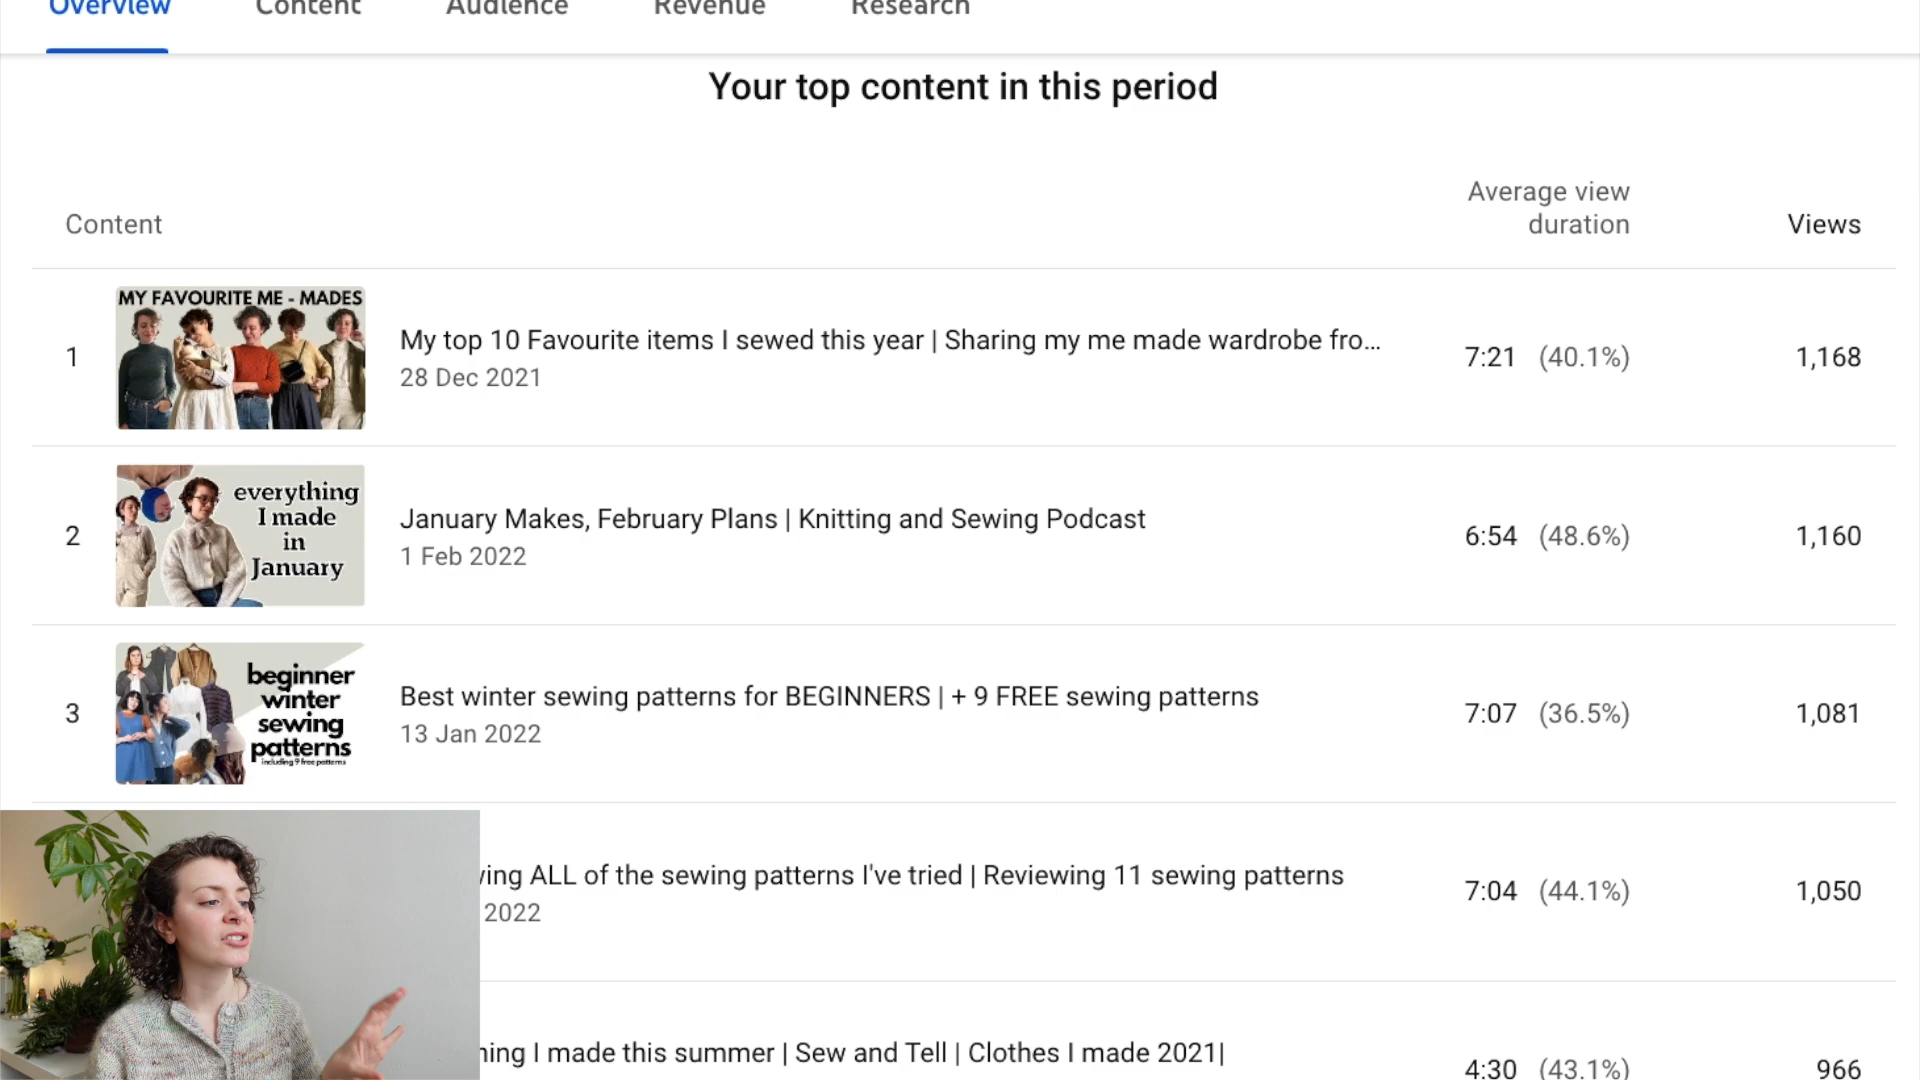 Overview Content Audience Revenue Research
Your top content in this period
Content
Average view
duration
Views
1
MY FAVOURITE ME - MADES
My top 10 Favourite items I sewed this year | Sharing my me made wardrobe fro...
28 Dec 2021
7:21 (40.1%)
1,168
2
everything
I made
in
January
January Makes, February Plans | Knitting and Sewing Podcast
1 Feb 2022
6:54 (48.6%)
1,160
3
beginner
winter
sewing
patterns
including 9 free patterns
Best winter sewing patterns for BEGINNERS | + 9 FREE sewing patterns
13 Jan 2022
7:07 (36.5%)
1,081
ing ALL of the sewing patterns I've tried | Reviewing 11 sewing patterns
2022
7:04 (44.1%)
1,050
hing I made this summer | Sew and Tell | Clothes I made 2021|
4:30 (43.1%)
966